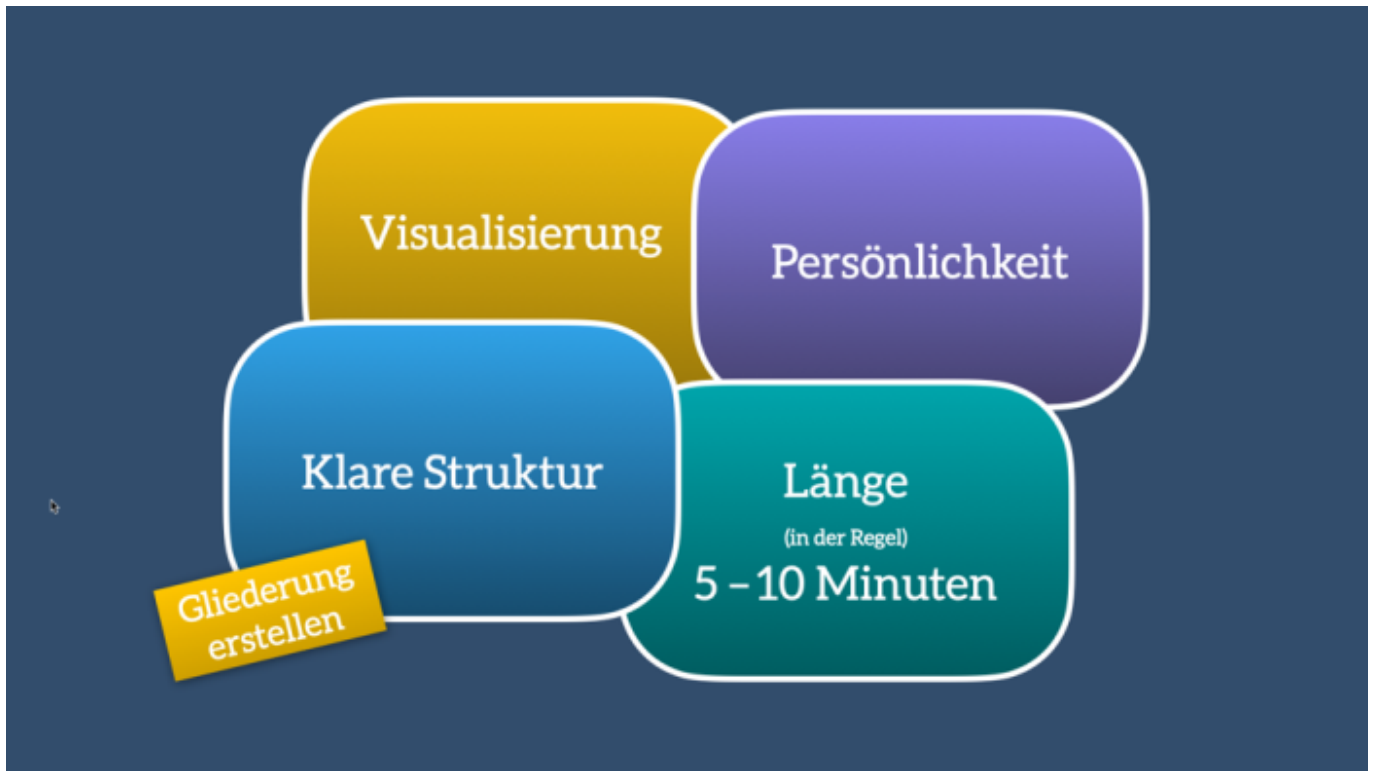 Visualisierung
Persönlichkeit
Klare Struktur
Länge
(in der Regel)
5 – 10 Minuten
Gliederung
erstellen